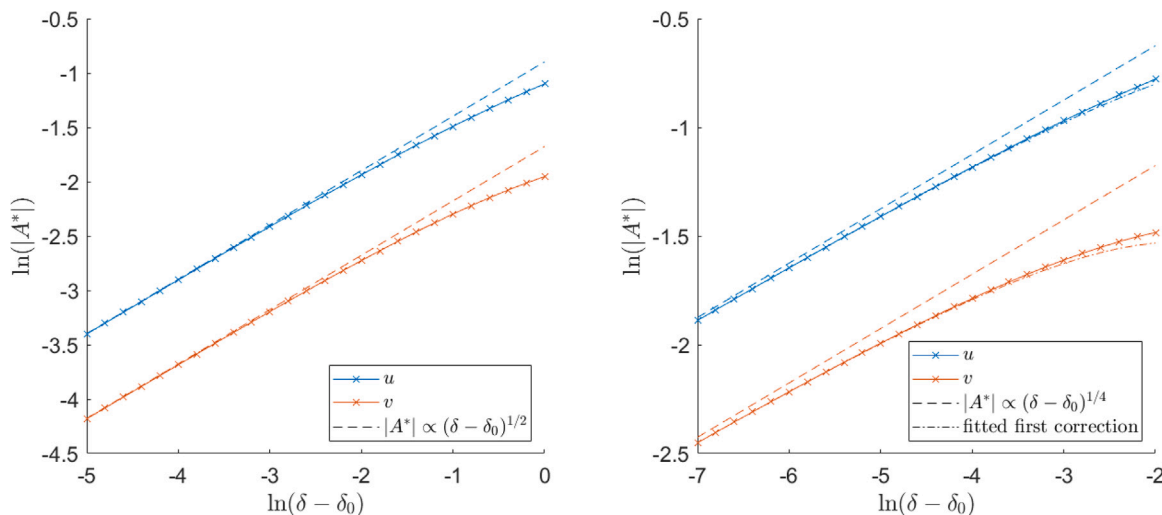 -0.5
-1
-1.5
-2
-2.5
-3
-3.5
-4
-4.5
ln(|A*|)
-5 -4 -3 -2 -1 0
ln(δ − δ₀)
u
v
|A*| ∝ (δ − δ₀)^{1/2}
-0.5
-1
-1.5
-2
-2.5
ln(|A*|)
-7 -6 -5 -4 -3 -2
ln(δ − δ₀)
u
v
|A*| ∝ (δ − δ₀)^{1/4}
fitted first correction